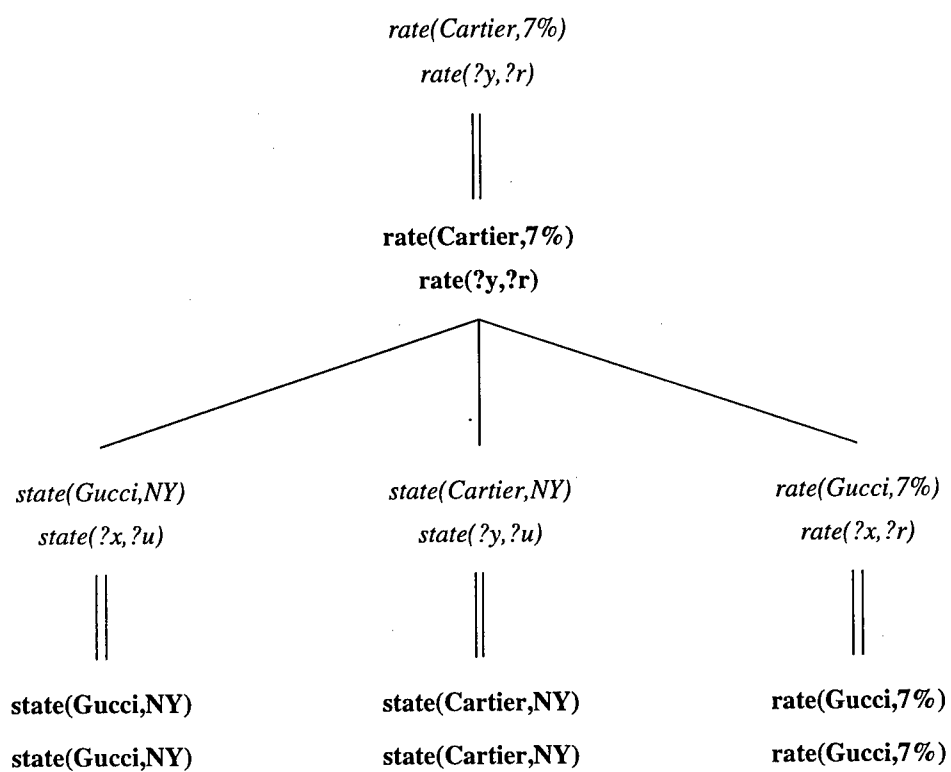 rate(Cartier,7%)
rate(?y,?r)
rate(Cartier,7%)
rate(?y,?r)
state(Gucci,NY)
state(?x,?u)
state(Cartier,NY)
state(?y,?u)
rate(Gucci,7%)
rate(?x,?r)
state(Gucci,NY)
state(Gucci,NY)
state(Cartier,NY)
state(Cartier,NY)
rate(Gucci,7%)
rate(Gucci,7%)